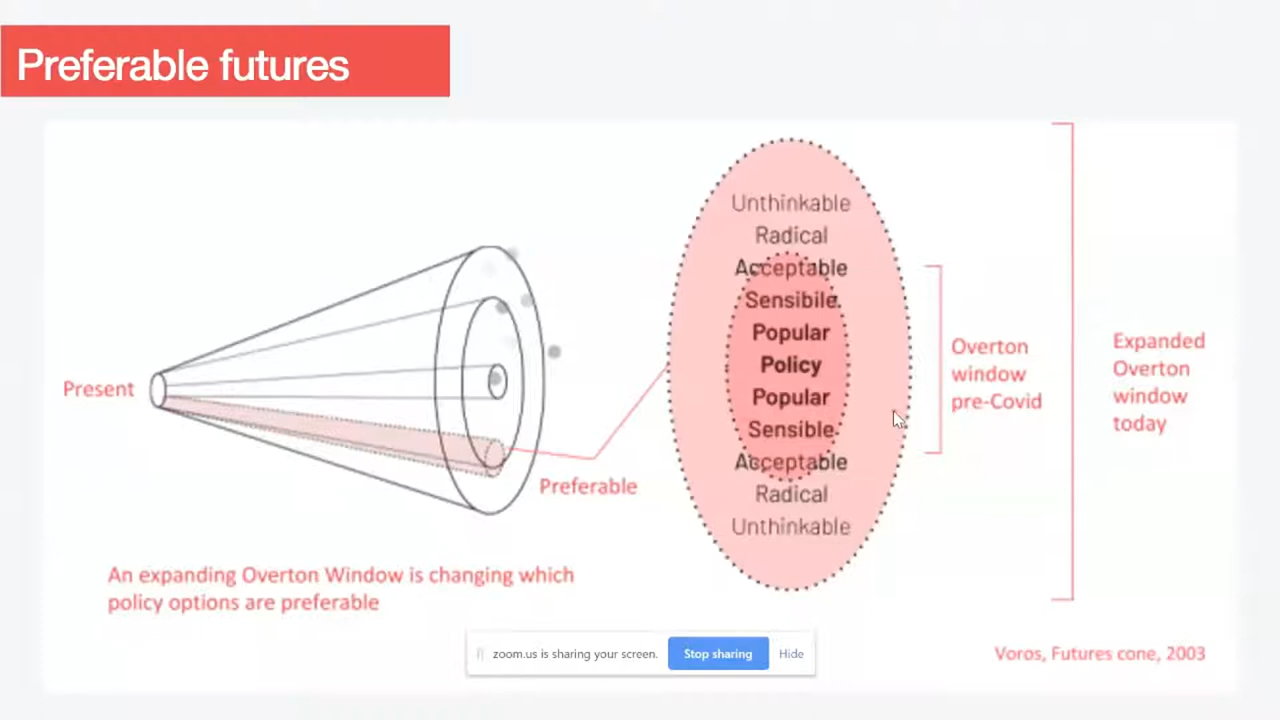 Preferable futures
Present
Preferable
An expanding Overton Window is changing which
policy options are preferable
Unthinkable
Radical
Acceptable
Sensibile
Popular
Policy
Popular
Sensible
Acceptable
Radical
Unthinkable
Overton
window
pre-Covid
Expanded
Overton
window
today
zoom.us is sharing your screen.
Stop sharing
Hide
Voros, Futures cone, 2003